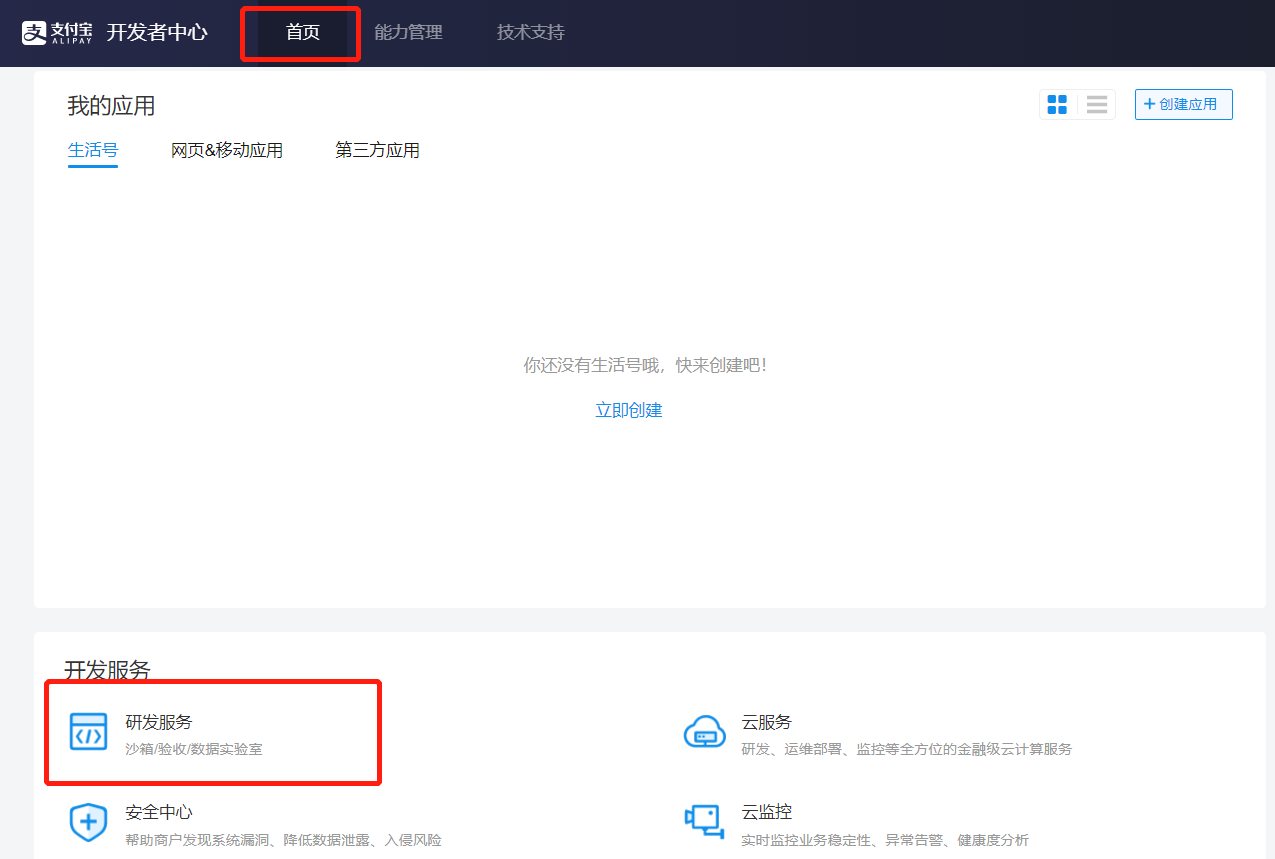 支付宝 ALIPAY 开发者中心 首页 能力管理 技术支持
我的应用
+ 创建应用
生活号 网页&移动应用 第三方应用
你还没有生活号哦，快来创建吧！
立即创建
开发服务
研发服务
沙箱/验收/数据实验室
云服务
研发、运维部署、监控等全方位的金融级云计算服务
安全中心
帮助商户发现系统漏洞、降低数据泄露、入侵风险
云监控
实时监控业务稳定性、异常告警、健康度分析